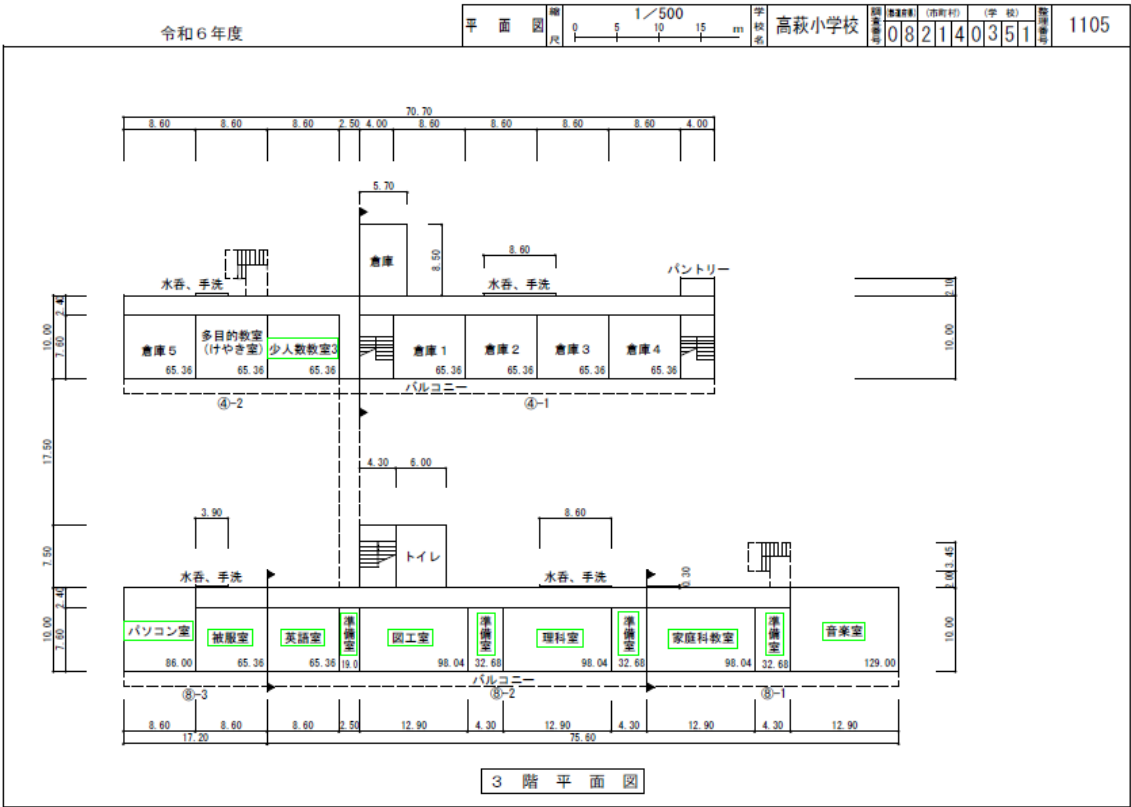 令和6年度
平面図
縮尺
1/500
0 5 10 15 m
学校名
高萩小学校
調査番号
(都道府県) (市町村) (学校)
08 214 0351
整理番号
1105
70.70
8.60 8.60 8.60 2.50 4.00 8.60 8.60 8.60 8.60 4.00
5.70
倉庫
8.50
8.60
水呑、手洗
水呑、手洗
パントリー
2.10
10.00
10.00
2.40
7.60
倉庫5
65.36
多目的教室
(けやき室)
65.36
少人数教室3
65.36
倉庫1
65.36
倉庫2
65.36
倉庫3
65.36
倉庫4
65.36
バルコニー
④-2
④-1
17.50
4.30 6.00
3.90
8.60
7.50
トイレ
水呑、手洗
水呑、手洗
0.30
3.45
2.00
10.00
2.40
7.60
10.00
パソコン室
86.00
被服室
65.36
英語室
65.36
準備室
19.0
図工室
98.04
準備室
32.68
理科室
98.04
準備室
32.68
家庭科教室
98.04
準備室
32.68
音楽室
129.00
バルコニー
⑧-3
⑧-2
⑧-1
8.60 8.60 8.60 2.50 12.90 4.30 12.90 4.30 12.90 4.30 12.90
17.20 75.60
3階平面図